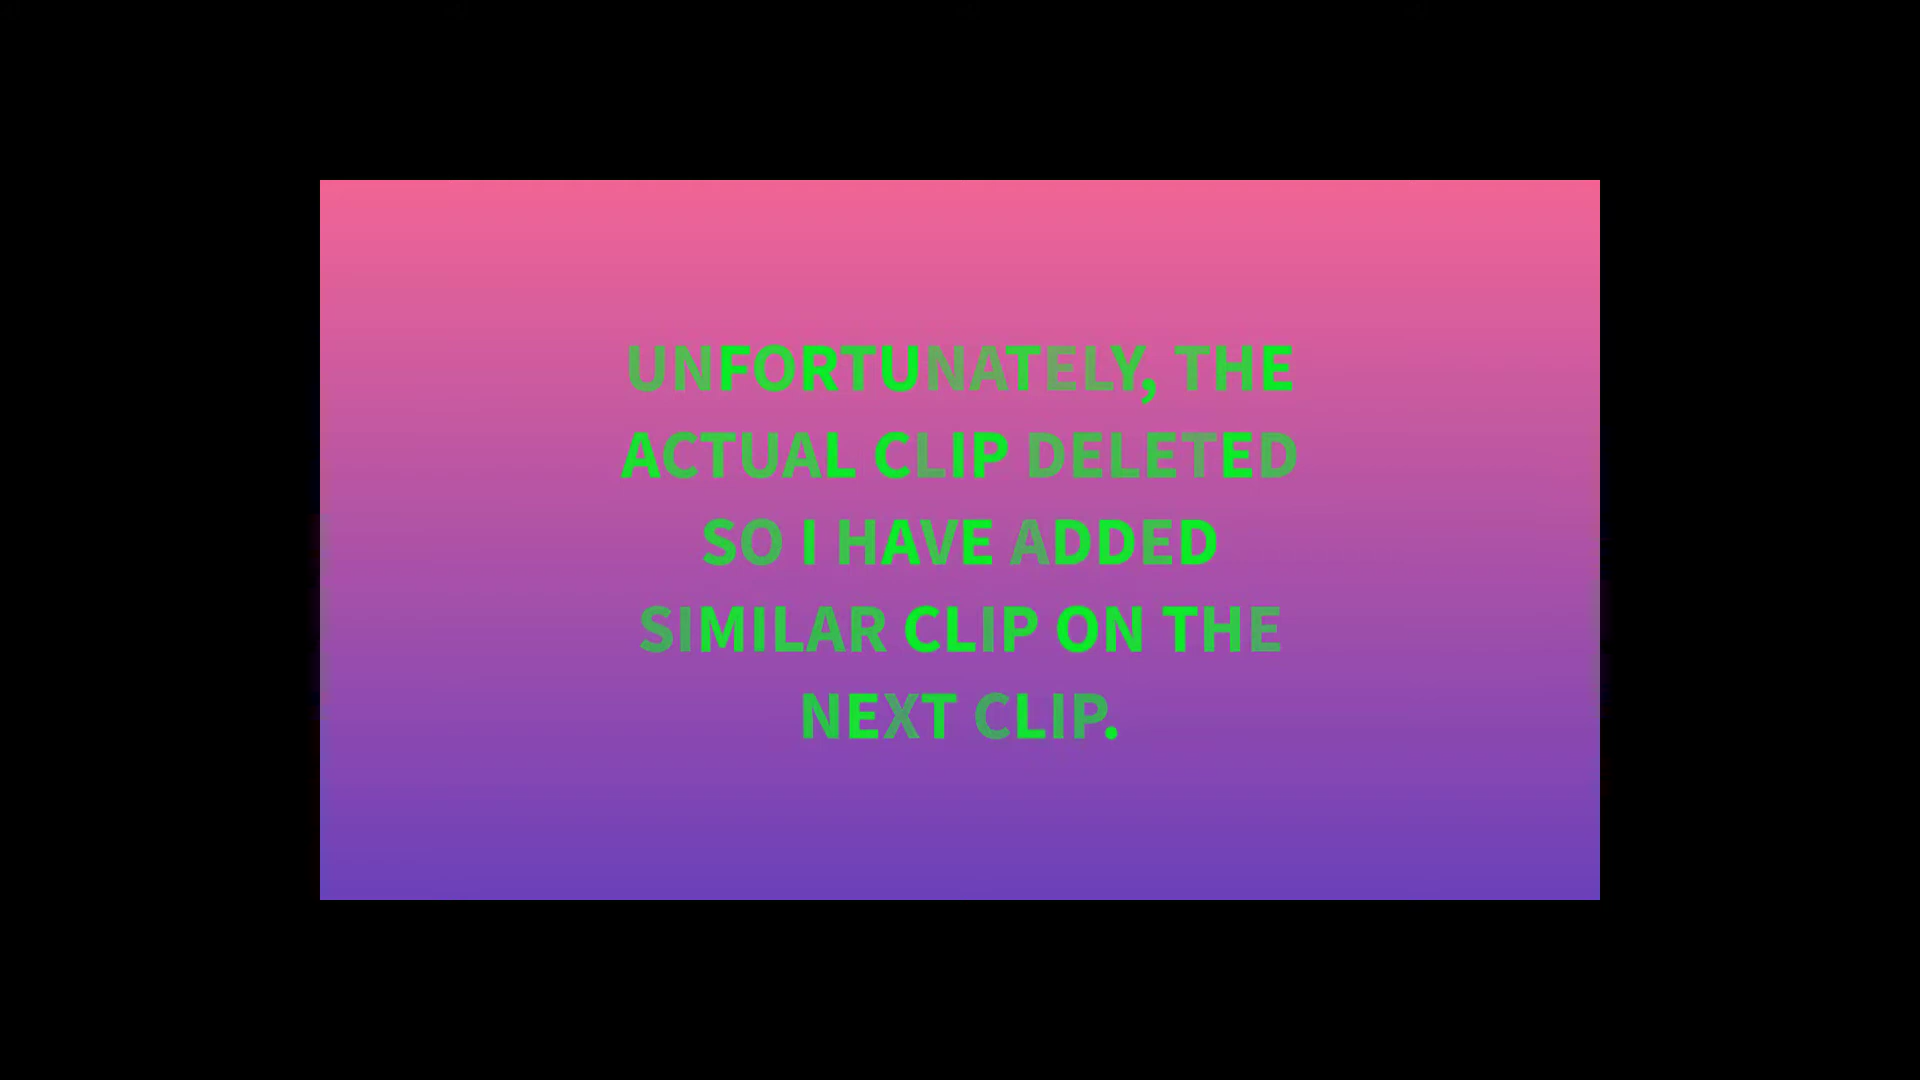 UNFORTUNATELY, THE
ACTUAL CLIP DELETED
SO I HAVE ADDED
SIMILAR CLIP ON THE
NEXT CLIP.